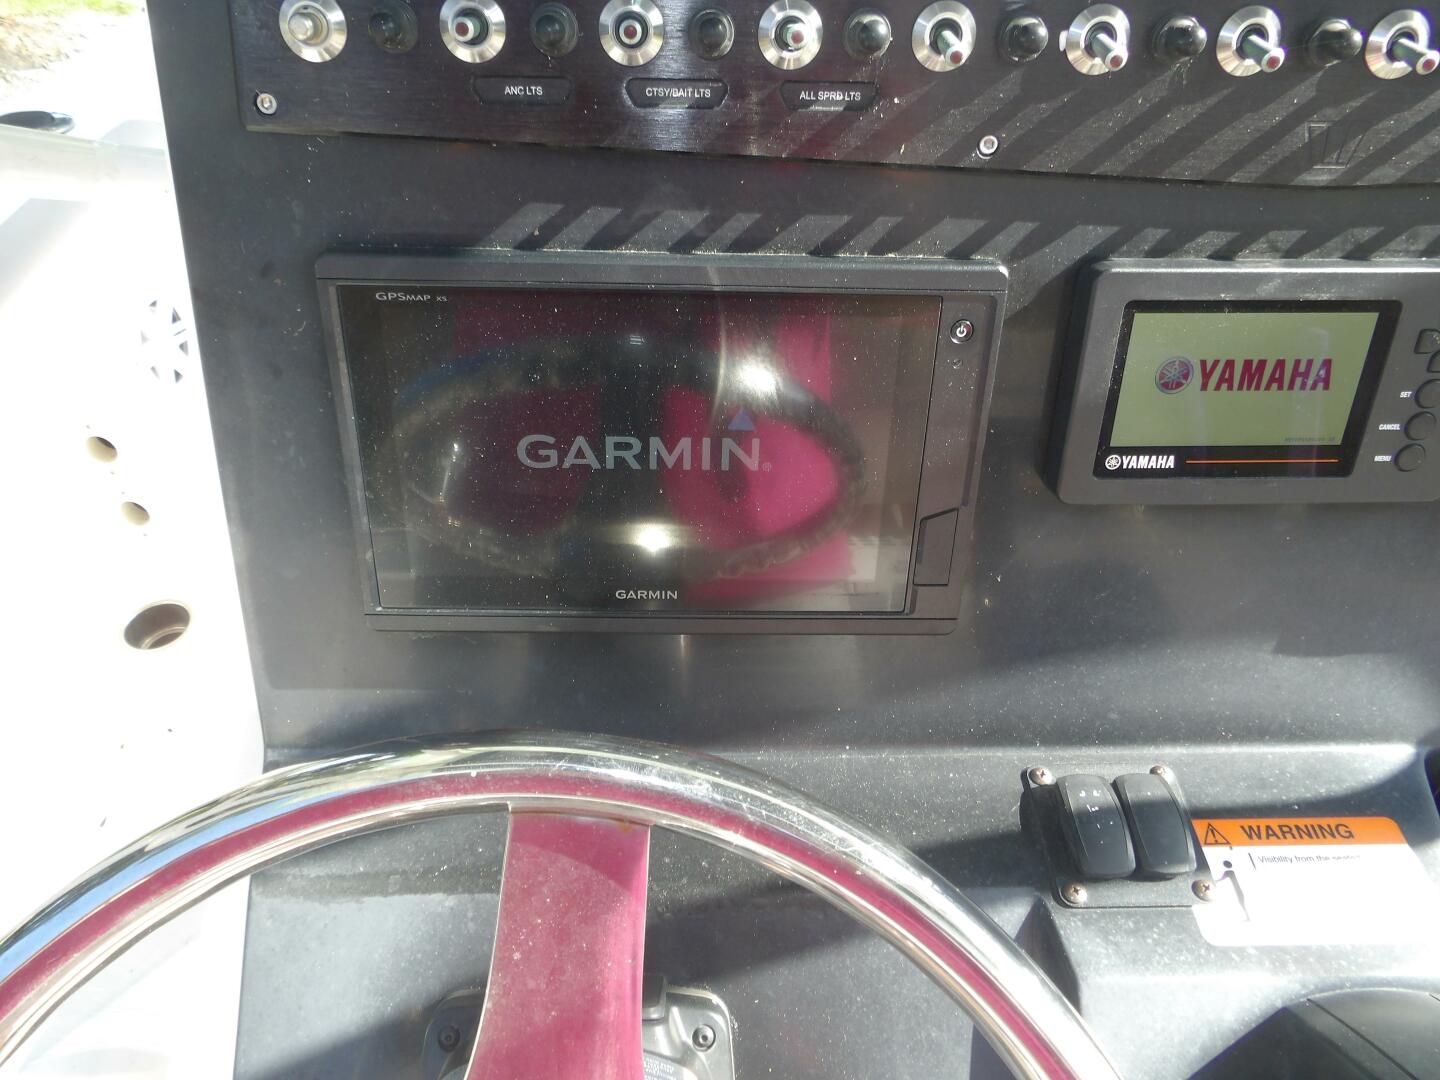 ANC LTS
CTSY/BAIT LTS
ALL SPRD LTS
GPSMAP XS
GARMIN®
GARMIN
YAMAHA
YAMAHA
SET
CANCEL
MENU
WARNING
Visibility from the